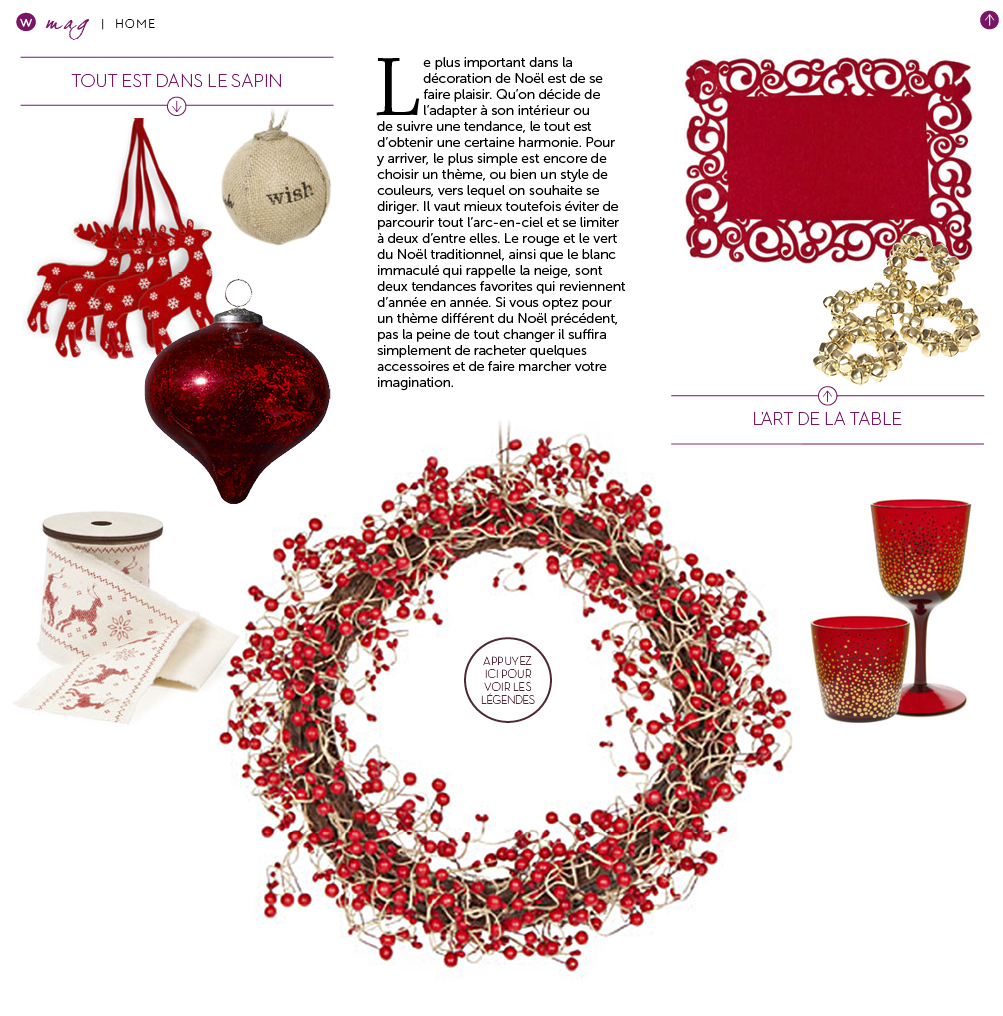 W mag | HOME
TOUT EST DANS LE SAPIN
wish
Le plus important dans la
décoration de Noël est de se
faire plaisir. Qu’on décide de
l’adapter à son intérieur ou
de suivre une tendance, le tout est
d’obtenir une certaine harmonie. Pour
y arriver, le plus simple est encore de
choisir un thème, ou bien un style de
couleurs, vers lequel on souhaite se
diriger. Il vaut mieux toutefois éviter de
parcourir tout l’arc-en-ciel et se limiter
à deux d’entre elles. Le rouge et le vert
du Noël traditionnel, ainsi que le blanc
immaculé qui rappelle la neige, sont
deux tendances favorites qui reviennent
d’année en année. Si vous optez pour
un thème différent du Noël précédent,
pas la peine de tout changer il suffira
simplement de racheter quelques
accessoires et de faire marcher votre
imagination.
L’ART DE LA TABLE
APPUYEZ
ICI POUR
VOIR LES
LÉGENDES